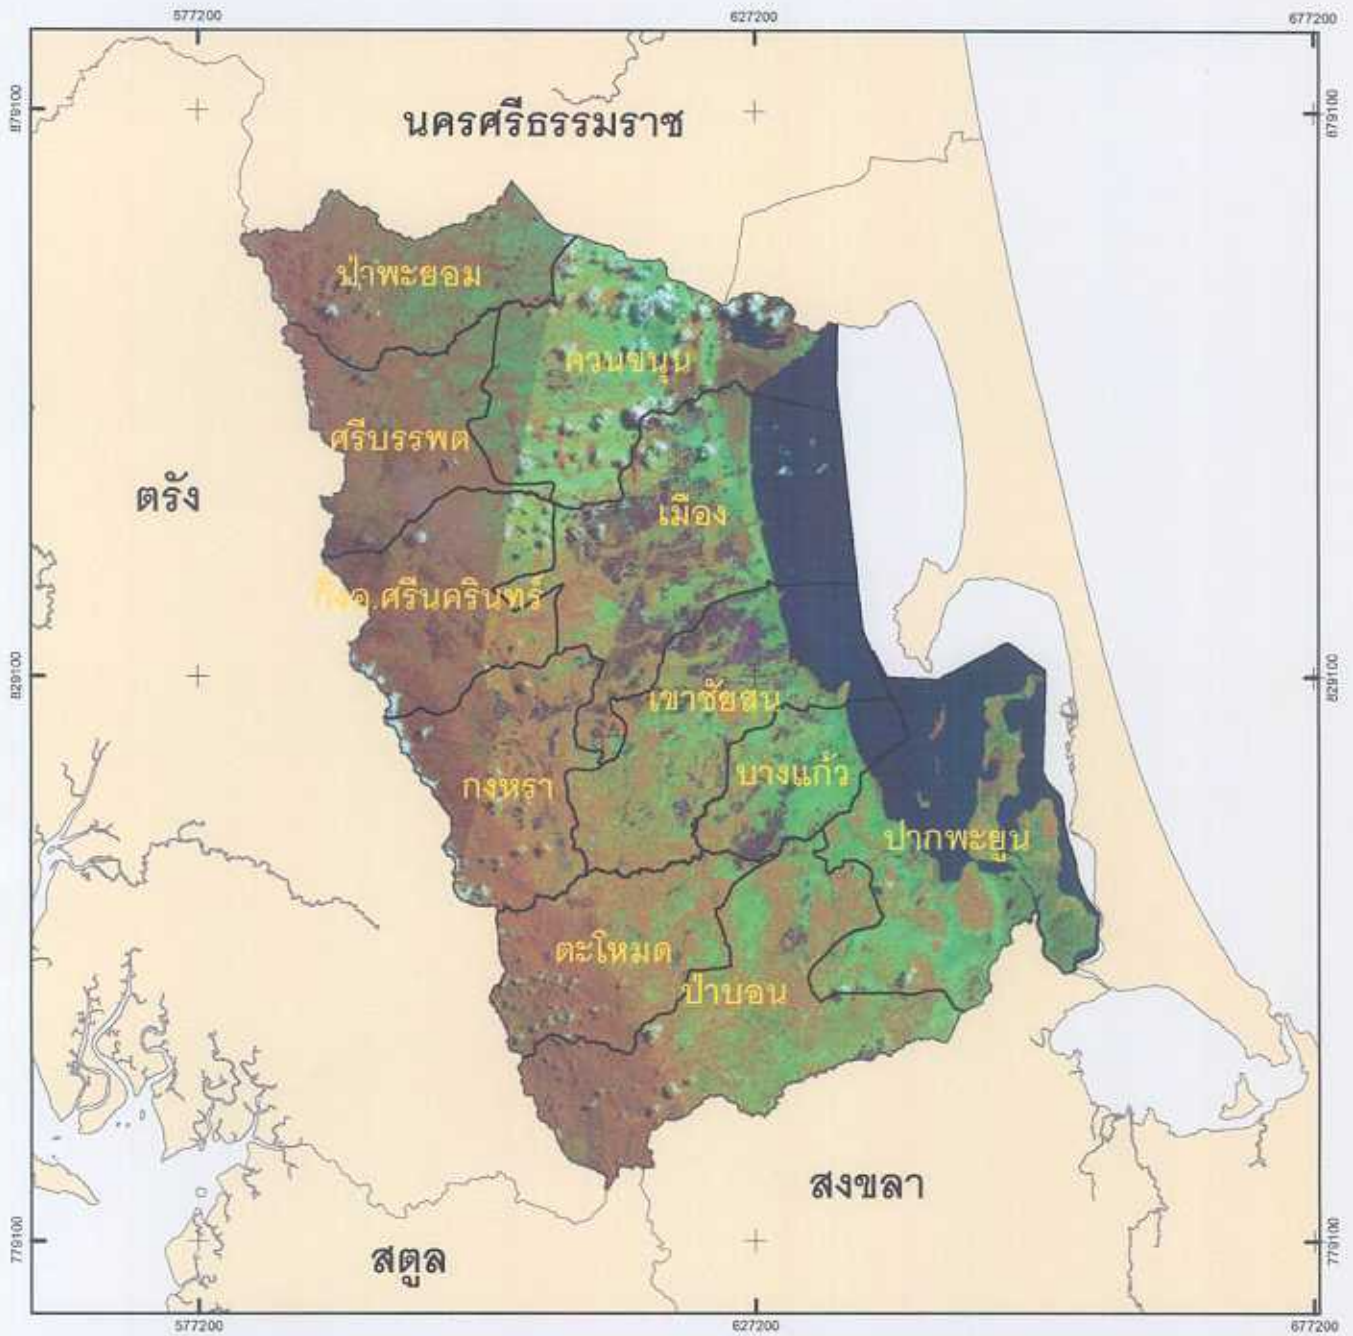 577200 627200 677200
879100 879100
นครศรีธรรมราช
ป่าพะยอม
ควนขนุน
ศรีบรรพต
ตรัง
เมือง
กิ่งอ.ศรีนครินทร์
829100 829100
เขาชัยสน
บางแก้ว
กงหรา
ปากพะยูน
ตะโหมด
ป่าบอน
สงขลา
779100 779100
สตูล
577200 627200 677200